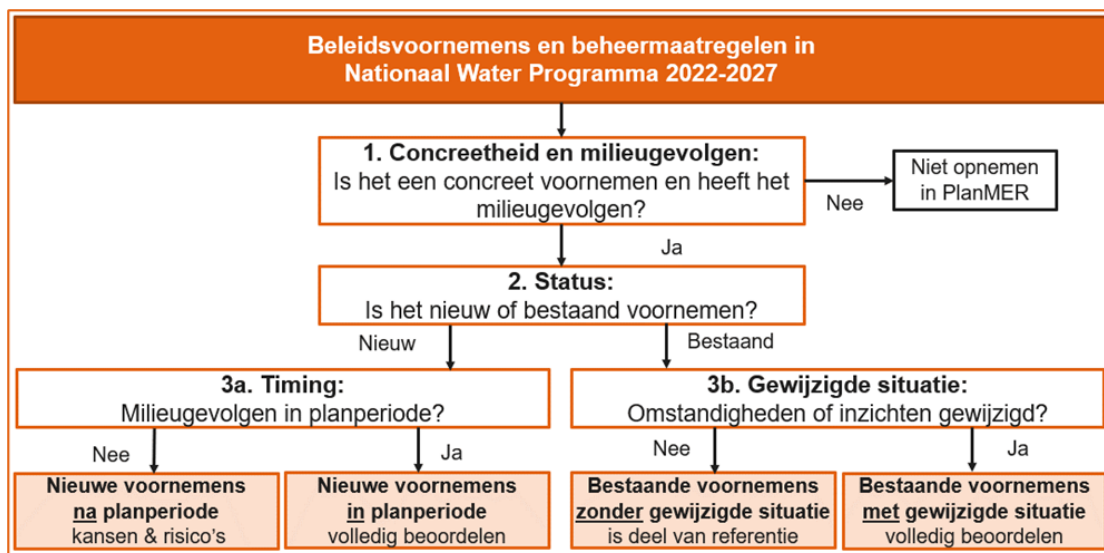 Beleidsvoornemens en beheermaatregelen in
Nationaal Water Programma 2022-2027
1. Concreetheid en milieugevolgen:
Is het een concreet voornemen en heeft het
milieugevolgen?
Nee
Niet opnemen
in PlanMER
Ja
2. Status:
Is het nieuw of bestaand voornemen?
Nieuw
Bestaand
3a. Timing:
Milieugevolgen in planperiode?
3b. Gewijzigde situatie:
Omstandigheden of inzichten gewijzigd?
Nee
Ja
Nee
Ja
Nieuwe voornemens
na planperiode
kansen & risico's
Nieuwe voornemens
in planperiode
volledig beoordelen
Bestaande voornemens
zonder gewijzigde situatie
is deel van referentie
Bestaande voornemens
met gewijzigde situatie
volledig beoordelen